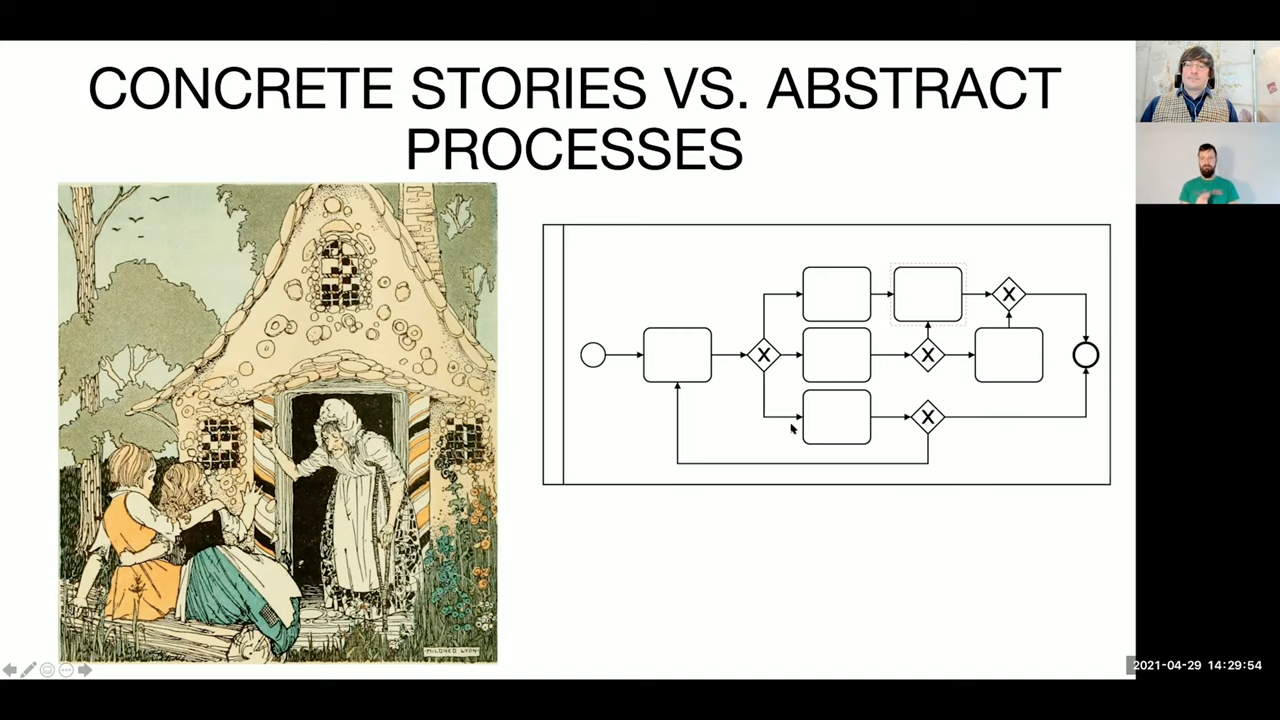 CONCRETE STORIES VS. ABSTRACT
PROCESSES
X
X
X
X
MILDRED LYON
2021-04-29 14:29:54